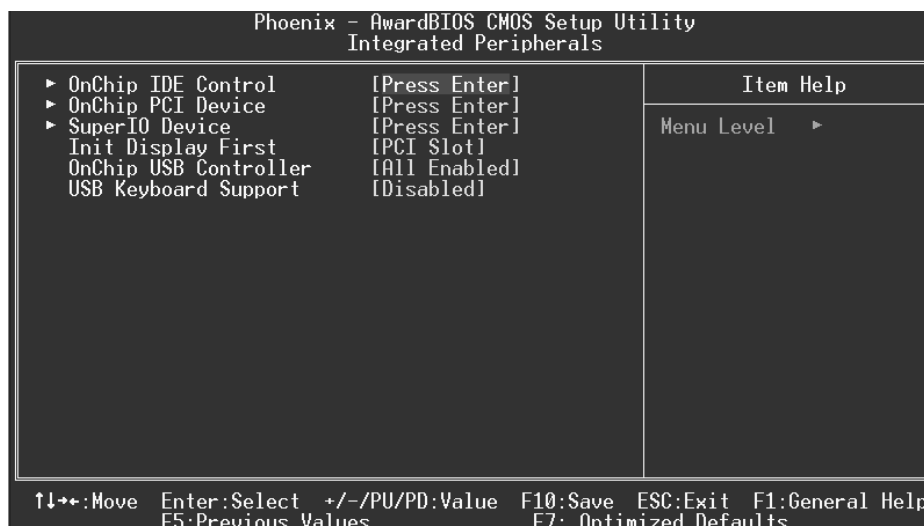 Phoenix - AwardBIOS CMOS Setup Utility
Integrated Peripherals
► OnChip IDE Control [Press Enter]
► OnChip PCI Device [Press Enter]
► SuperIO Device [Press Enter]
Init Display First [PCI Slot]
OnChip USB Controller [All Enabled]
USB Keyboard Support [Disabled]
Item Help
Menu Level ►
↑↓→←:Move Enter:Select +/-/PU/PD:Value F10:Save ESC:Exit F1:General Help
F5:Previous Values F7: Optimized Defaults